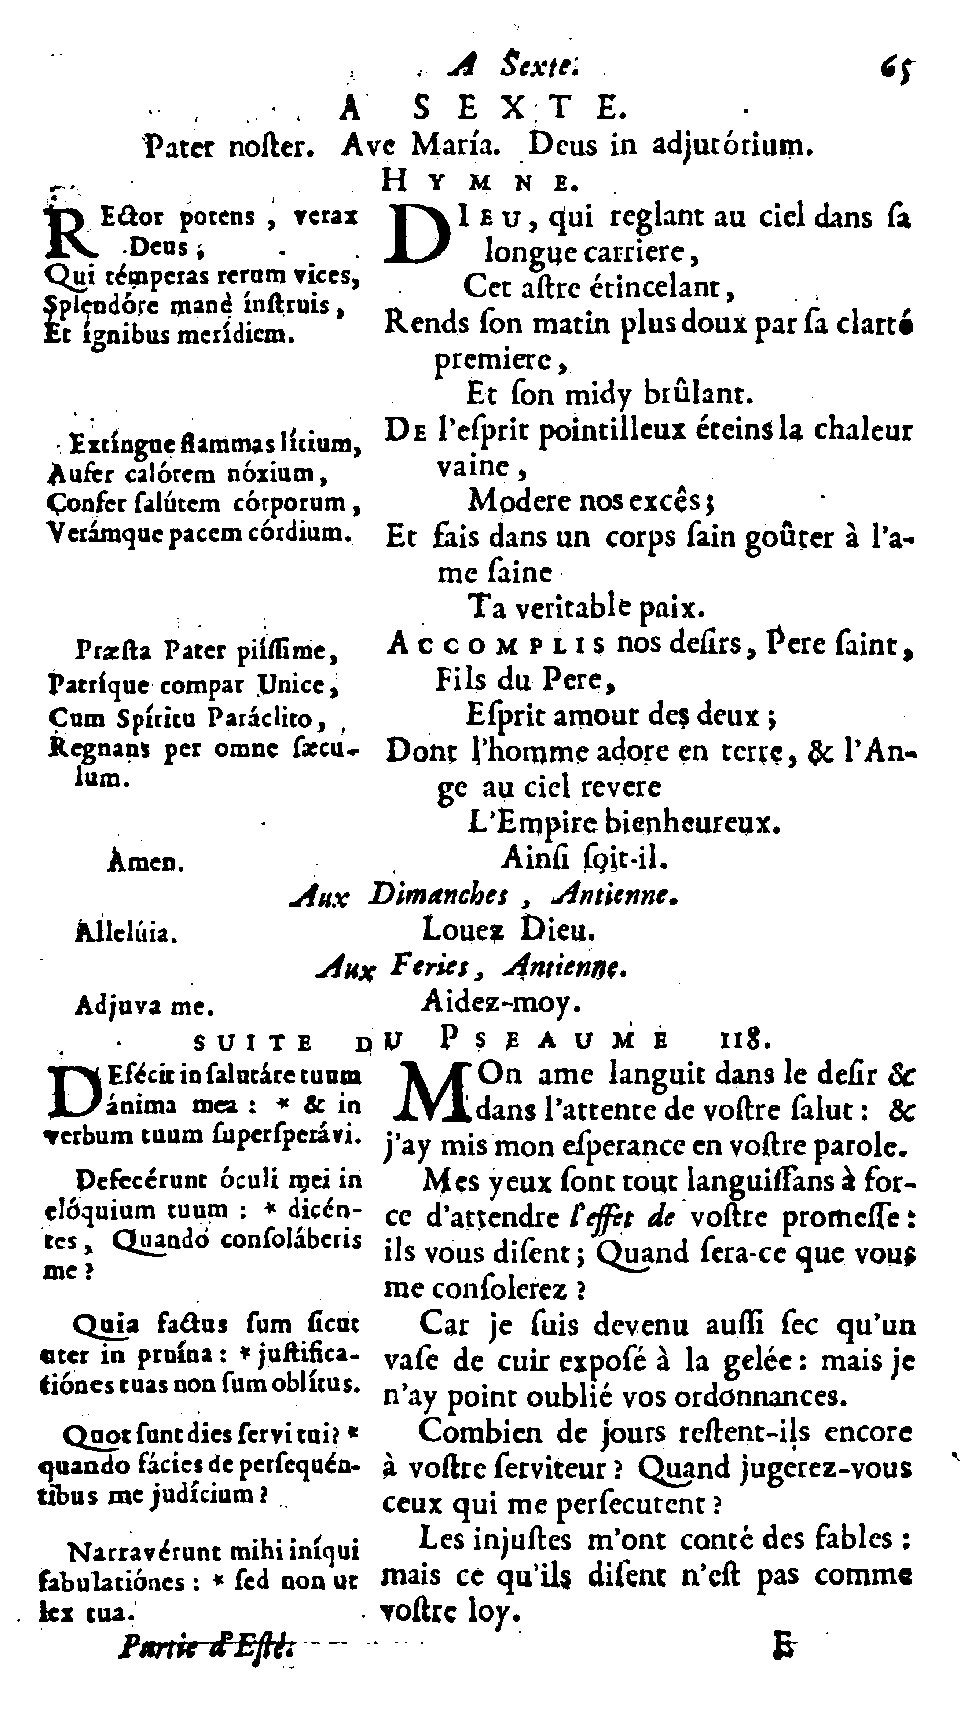 A Sexte. 65
A SEXTE.
Pater noſter. Ave María. Deus in adjutórium.
HYMNE.
REctor potens, verax
Deus,
Qui témperas rerum vices,
Splendóre manè ínſtruis,
Et ígnibus merídiem.
Extíngue flammas lítium,
Aufer calórem nóxium,
Confer ſalútem córporum,
Verámque pacem córdium.
Præſta Pater piíſſime,
Patríque compar Unice,
Cum Spíritu Paráclito,
Regnans per omne ſæcu-
lum.
Amen.
DIEU, qui reglant au ciel dans ſa
longue carriere,
Cet aſtre étincelant,
Rends ſon matin plus doux par ſa clarté
premiere,
Et ſon midy brûlant.
DE l'eſprit pointilleux éteins la chaleur
vaine,
Modere nos excês;
Et fais dans un corps ſain goûter à l'a-
me ſaine
Ta veritable paix.
ACCOMPLIS nos deſirs, Pere ſaint,
Fils du Pere,
Eſprit amour des deux;
Dont l'homme adore en terre, & l'An-
ge au ciel revere
L'Empire bienheureux.
Ainſi ſoit-il.
Aux Dimanches, Antienne.
Allelúia. Louez Dieu.
Aux Feries, Antienne.
Adjuva me. Aidez-moy.
SUITE DU PSEAUME 118.
DEfécit in ſalutáre tuum
ánima mea : * & in
verbum tuum ſuperſperávi.
Defecérunt óculi mei in
elóquium tuum : * dicén-
tes, Quando conſoláberis
me ?
Quia factus ſum ſicut
uter in pruína : * juſtifica-
tiónes tuas non ſum oblítus.
Quot ſunt dies ſervi tui? *
quando fácies de perſequén-
tibus me judícium ?
Narravérunt mihi iníqui
fabulatiónes : * ſed non ut
lex tua.
MOn ame languit dans le deſir &
dans l'attente de voſtre ſalut : &
j'ay mis mon eſperance en voſtre parole.
Mes yeux ſont tout languiſſans à for-
ce d'attendre l'effet de voſtre promeſſe :
ils vous diſent ; Quand ſera-ce que vous
me conſolerez ?
Car je ſuis devenu auſſi ſec qu'un
vaſe de cuir expoſé à la gelée : mais je
n'ay point oublié vos ordonnances.
Combien de jours reſtent-ils encore
à voſtre ſerviteur ? Quand jugerez-vous
ceux qui me perſecutent ?
Les injuſtes m'ont conté des fables :
mais ce qu'ils diſent n'eſt pas comme
voſtre loy.
Partie d'Eſté. E